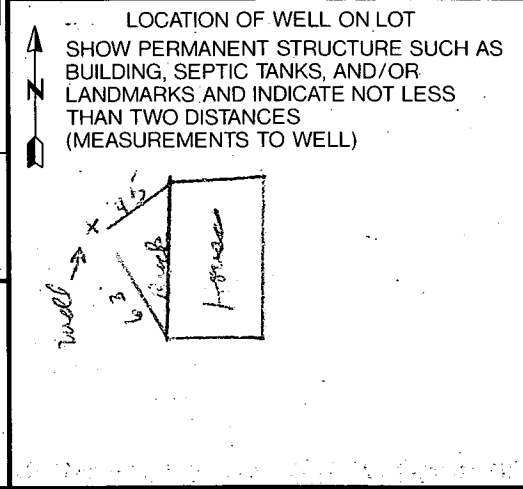 LOCATION OF WELL ON LOT
SHOW PERMANENT STRUCTURE SUCH AS
BUILDING, SEPTIC TANKS, AND/OR
LANDMARKS AND INDICATE NOT LESS
THAN TWO DISTANCES
(MEASUREMENTS TO WELL)
N
x
45
63
well
House